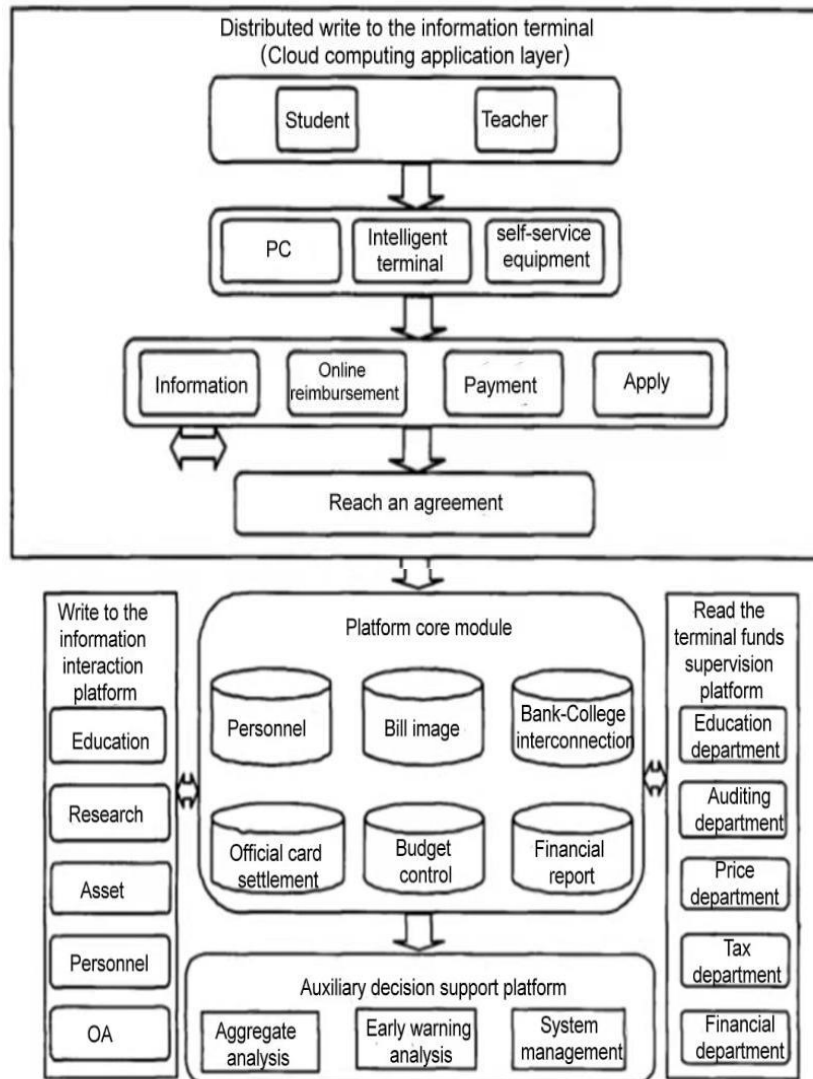 Distributed write to the information terminal
(Cloud computing application layer)
Student
Teacher
PC
Intelligent
terminal
self-service
equipment
Information
Online
reimbursement
Payment
Apply
Reach an agreement
Write to the
information
interaction
platform
Education
Research
Asset
Personnel
OA
Platform core module
Personnel
Bill image
Bank-College
interconnection
Official card
settlement
Budget
control
Financial
report
Auxiliary decision support platform
Aggregate
analysis
Early warning
analysis
System
management
Read the
terminal funds
supervision
platform
Education
department
Auditing
department
Price
department
Tax
department
Financial
department